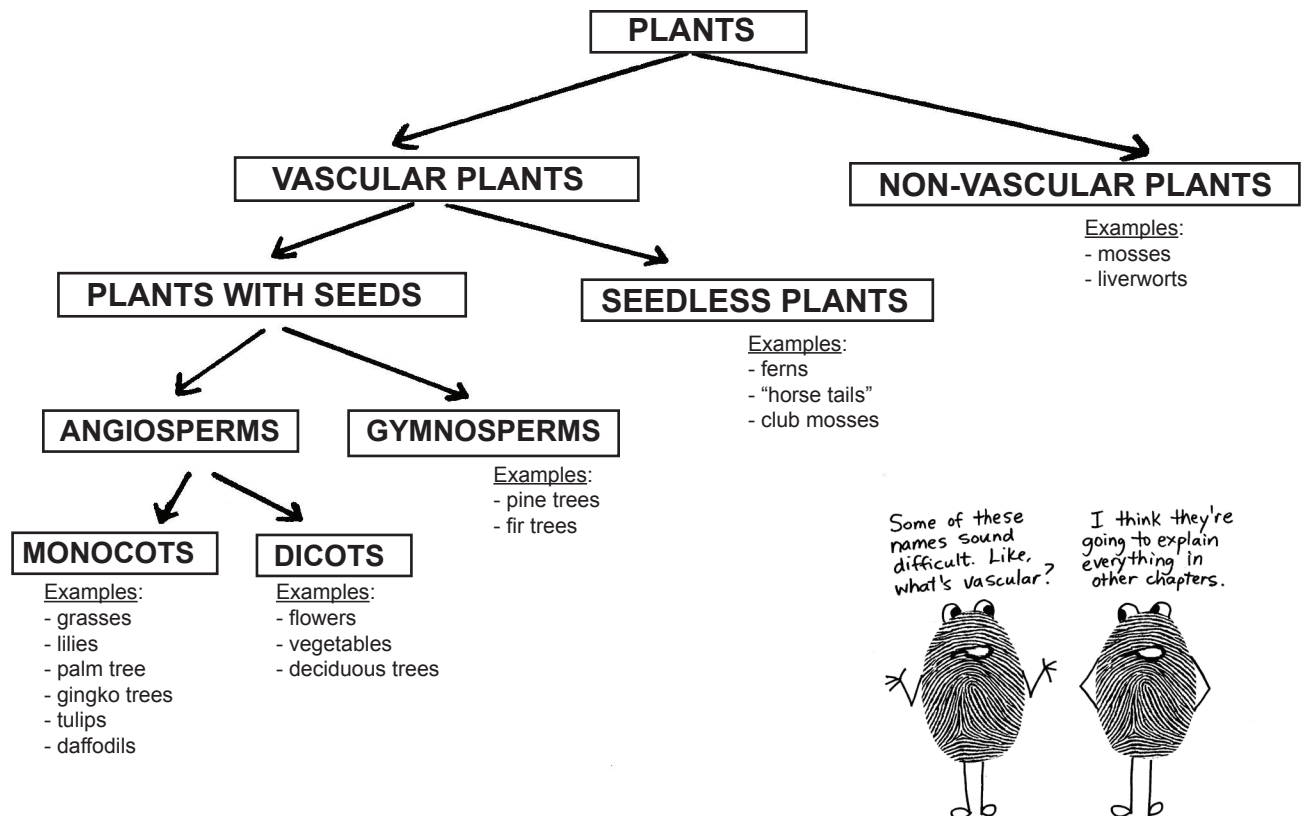 PLANTS
VASCULAR PLANTS
NON-VASCULAR PLANTS
Examples:
- mosses
- liverworts
PLANTS WITH SEEDS
SEEDLESS PLANTS
Examples:
- ferns
- “horse tails”
- club mosses
ANGIOSPERMS
GYMNOSPERMS
Examples:
- pine trees
- fir trees
MONOCOTS
Examples:
- grasses
- lilies
- palm tree
- gingko trees
- tulips
- daffodils
DICOTS
Examples:
- flowers
- vegetables
- deciduous trees
Some of these
names sound
difficult. Like,
what's vascular?
I think they're
going to explain
everything in
other chapters.